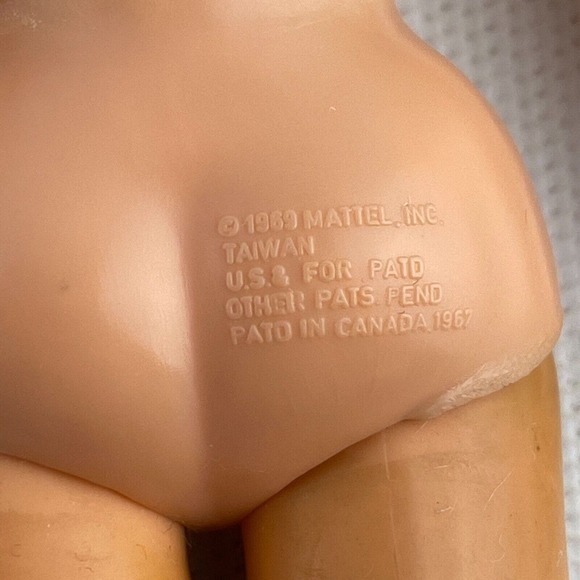 © 1969 MATTEL, INC.
TAIWAN
U.S. & FOR PATD
OTHER PATS. PEND
PATD IN CANADA 1967